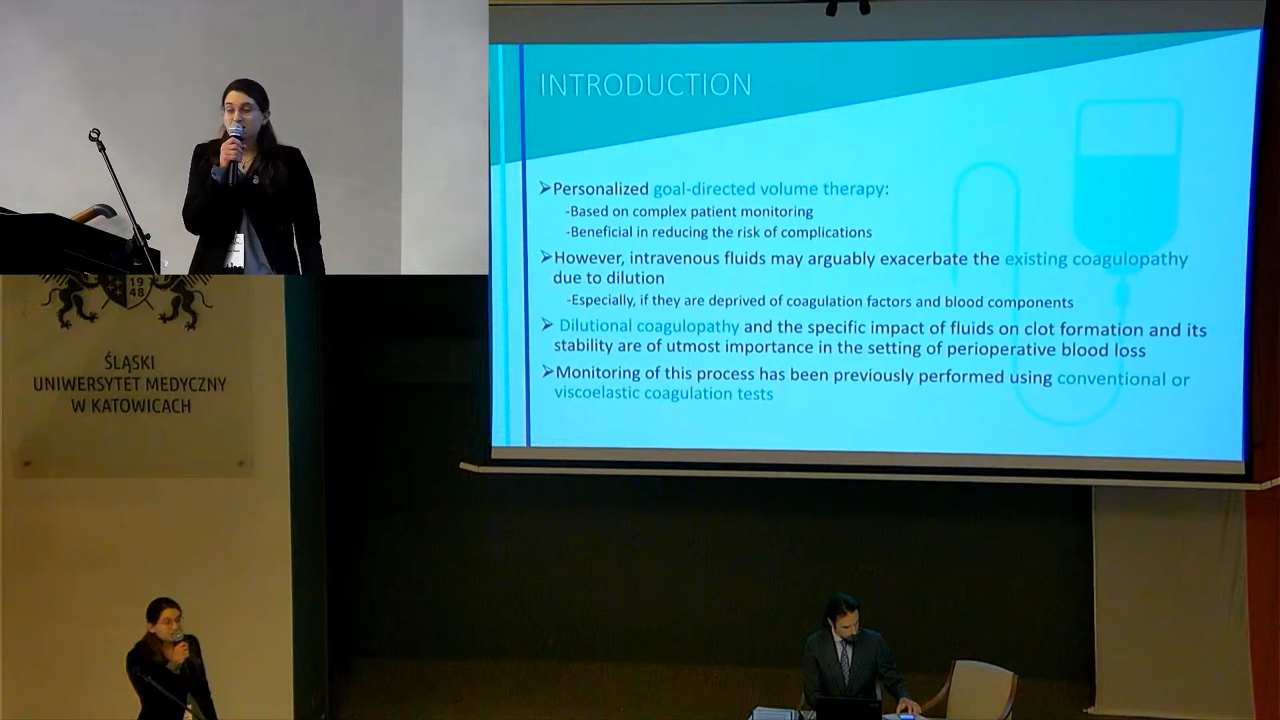 INTRODUCTION
➢Personalized goal-directed volume therapy:
-Based on complex patient monitoring
-Beneficial in reducing the risk of complications
➢However, intravenous fluids may arguably exacerbate the existing coagulopathy
due to dilution
-Especially, if they are deprived of coagulation factors and blood components
➢ Dilutional coagulopathy and the specific impact of fluids on clot formation and its
stability are of utmost importance in the setting of perioperative blood loss
➢Monitoring of this process has been previously performed using conventional or
viscoelastic coagulation tests
19
48
ŚLĄSKI
UNIWERSYTET MEDYCZNY
W KATOWICACH